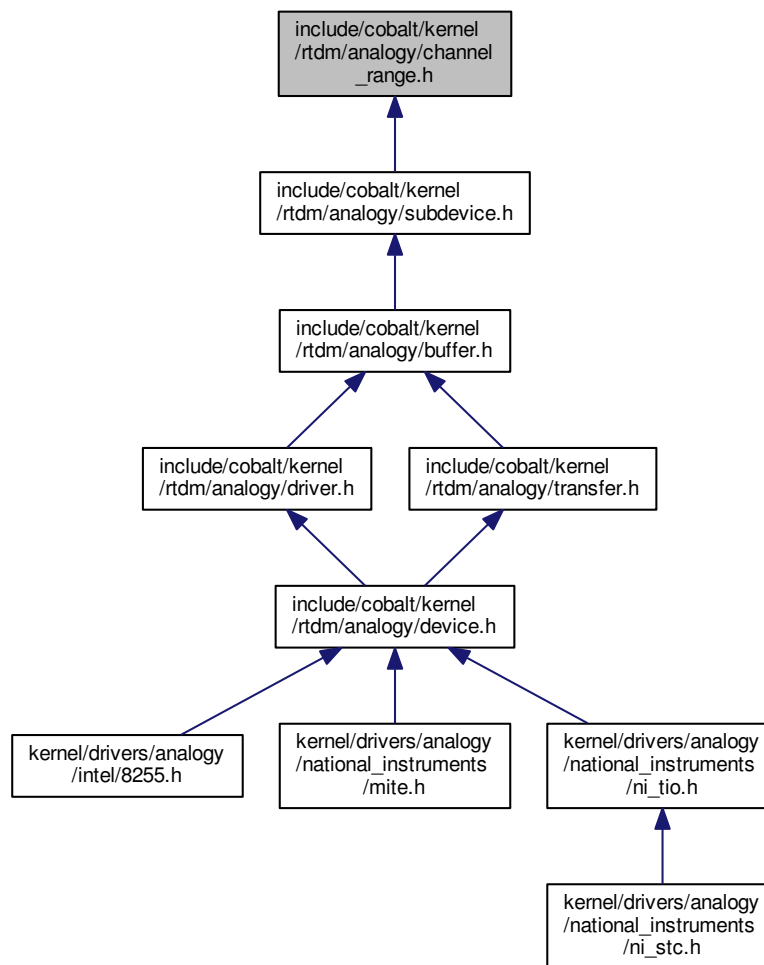 include/cobalt/kernel
/rtdm/analogy/channel
_range.h
include/cobalt/kernel
/rtdm/analogy/subdevice.h
include/cobalt/kernel
/rtdm/analogy/buffer.h
include/cobalt/kernel
/rtdm/analogy/driver.h
include/cobalt/kernel
/rtdm/analogy/transfer.h
include/cobalt/kernel
/rtdm/analogy/device.h
kernel/drivers/analogy
/intel/8255.h
kernel/drivers/analogy
/national_instruments
/mite.h
kernel/drivers/analogy
/national_instruments
/ni_tio.h
kernel/drivers/analogy
/national_instruments
/ni_stc.h